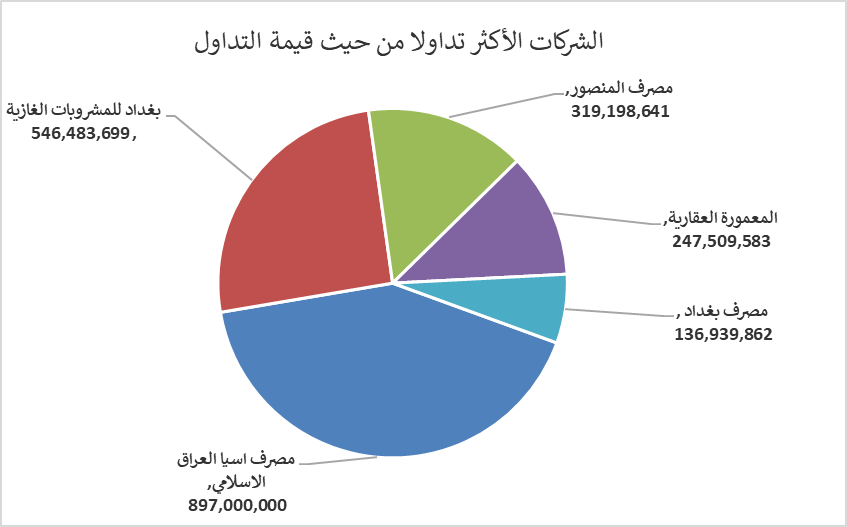 الشركات الأكثر تداولا من حيث قيمة التداول
مصرف المنصور,
319,198,641
بغداد للمشروبات الغازية
546,483,699 ,
المعمورة العقارية,
247,509,583
مصرف بغداد ,
136,939,862
مصرف اسيا العراق
الاسلامي,
897,000,000